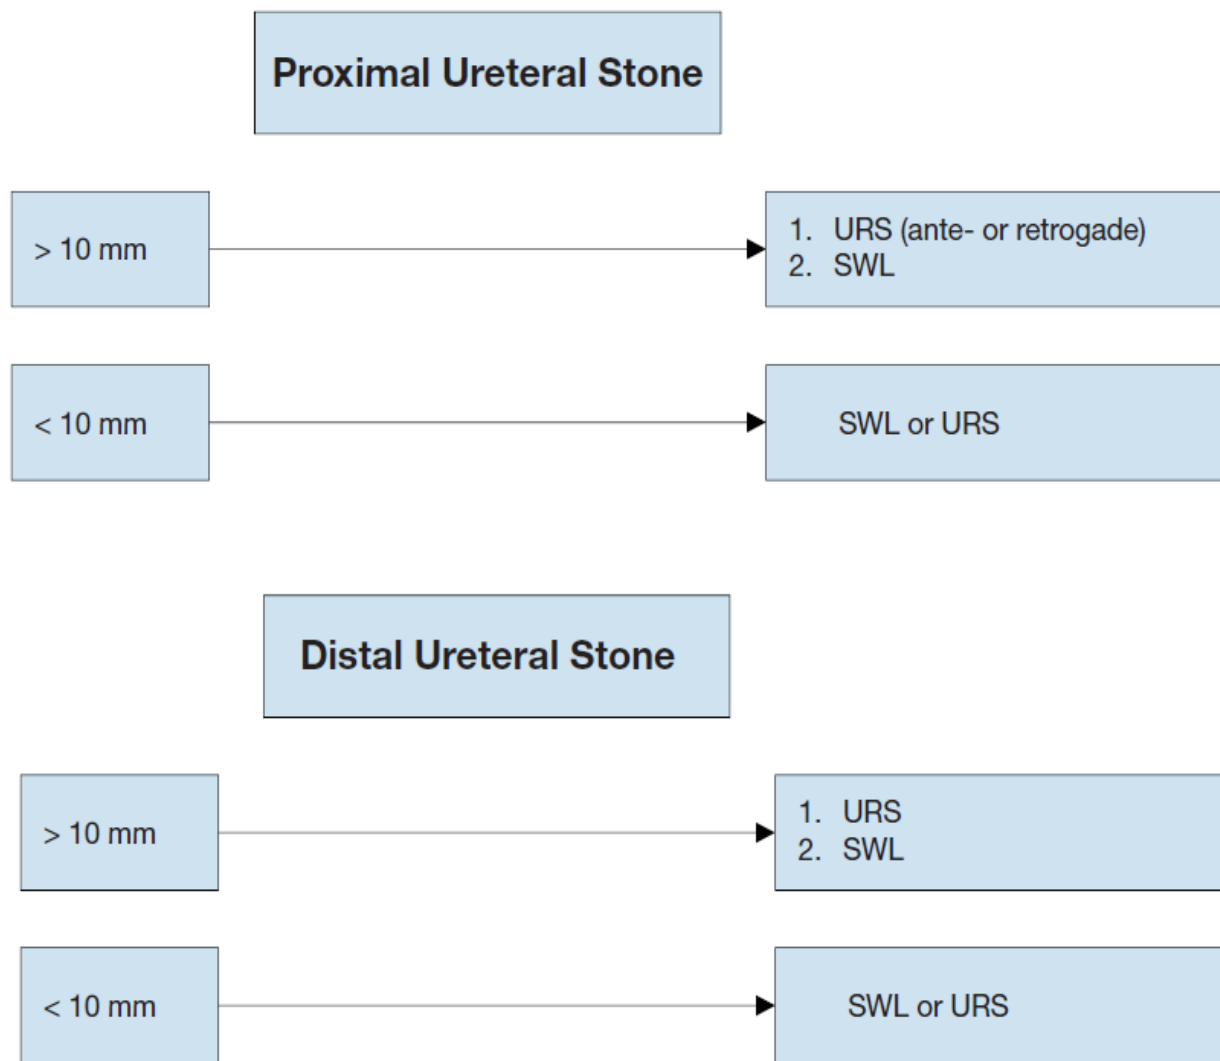 Proximal Ureteral Stone
> 10 mm
1. URS (ante- or retrogade)
2. SWL
< 10 mm
SWL or URS
Distal Ureteral Stone
> 10 mm
1. URS
2. SWL
< 10 mm
SWL or URS